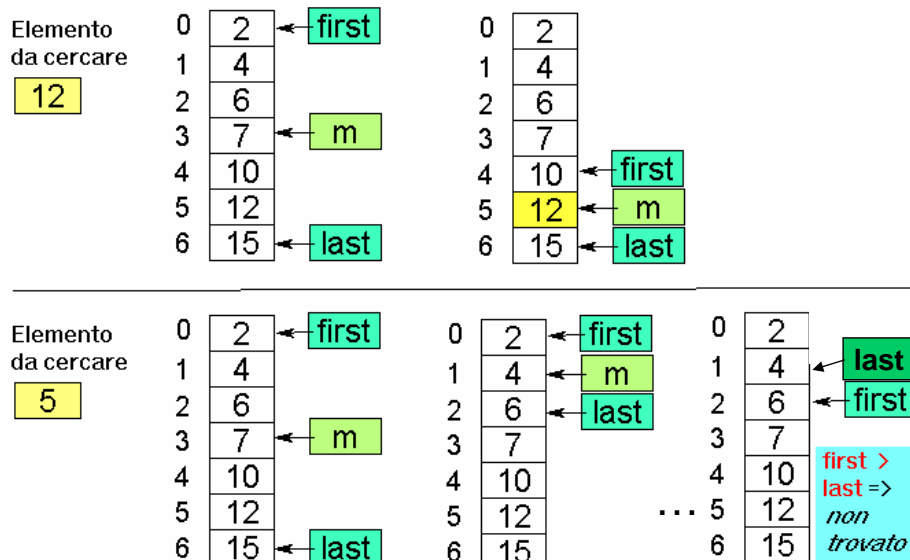 Elemento
da cercare
12
0 2 first
1 4
2 6
3 7 m
4 10
5 12
6 15 last
0 2
1 4
2 6
3 7
4 10 first
5 12 m
6 15 last
Elemento
da cercare
5
0 2 first
1 4
2 6
3 7 m
4 10
5 12
6 15 last
0 2 first
1 4 m
2 6 last
3 7
4 10
5 12
6 15
...
0 2
1 4 last
2 6 first
3 7
4 10
5 12
6 15
first >
last =>
non
trovato